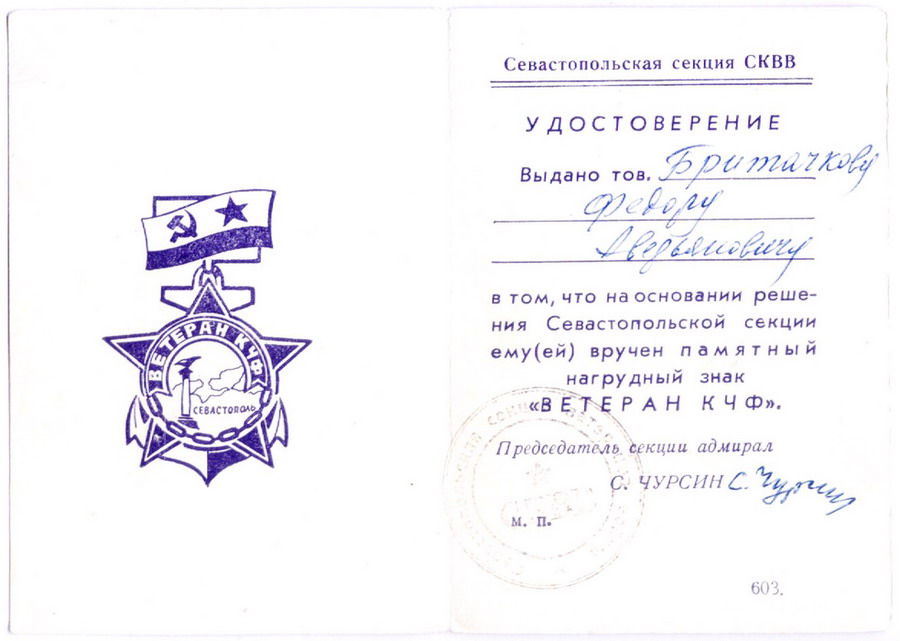 ВЕТЕРАН КЧФ
СЕВАСТОПОЛЬ
Севастопольская секция СКВВ
УДОСТОВЕРЕНИЕ
Выдано тов. Бритачкову
Федору
Аверьяновичу
в том, что на основании реше-
ния Севастопольской секции
ему(ей) вручен памятный
нагрудный знак
«ВЕТЕРАН КЧФ».
Председатель секции адмирал
С. ЧУРСИН С. Чурсин
м. п.
603.